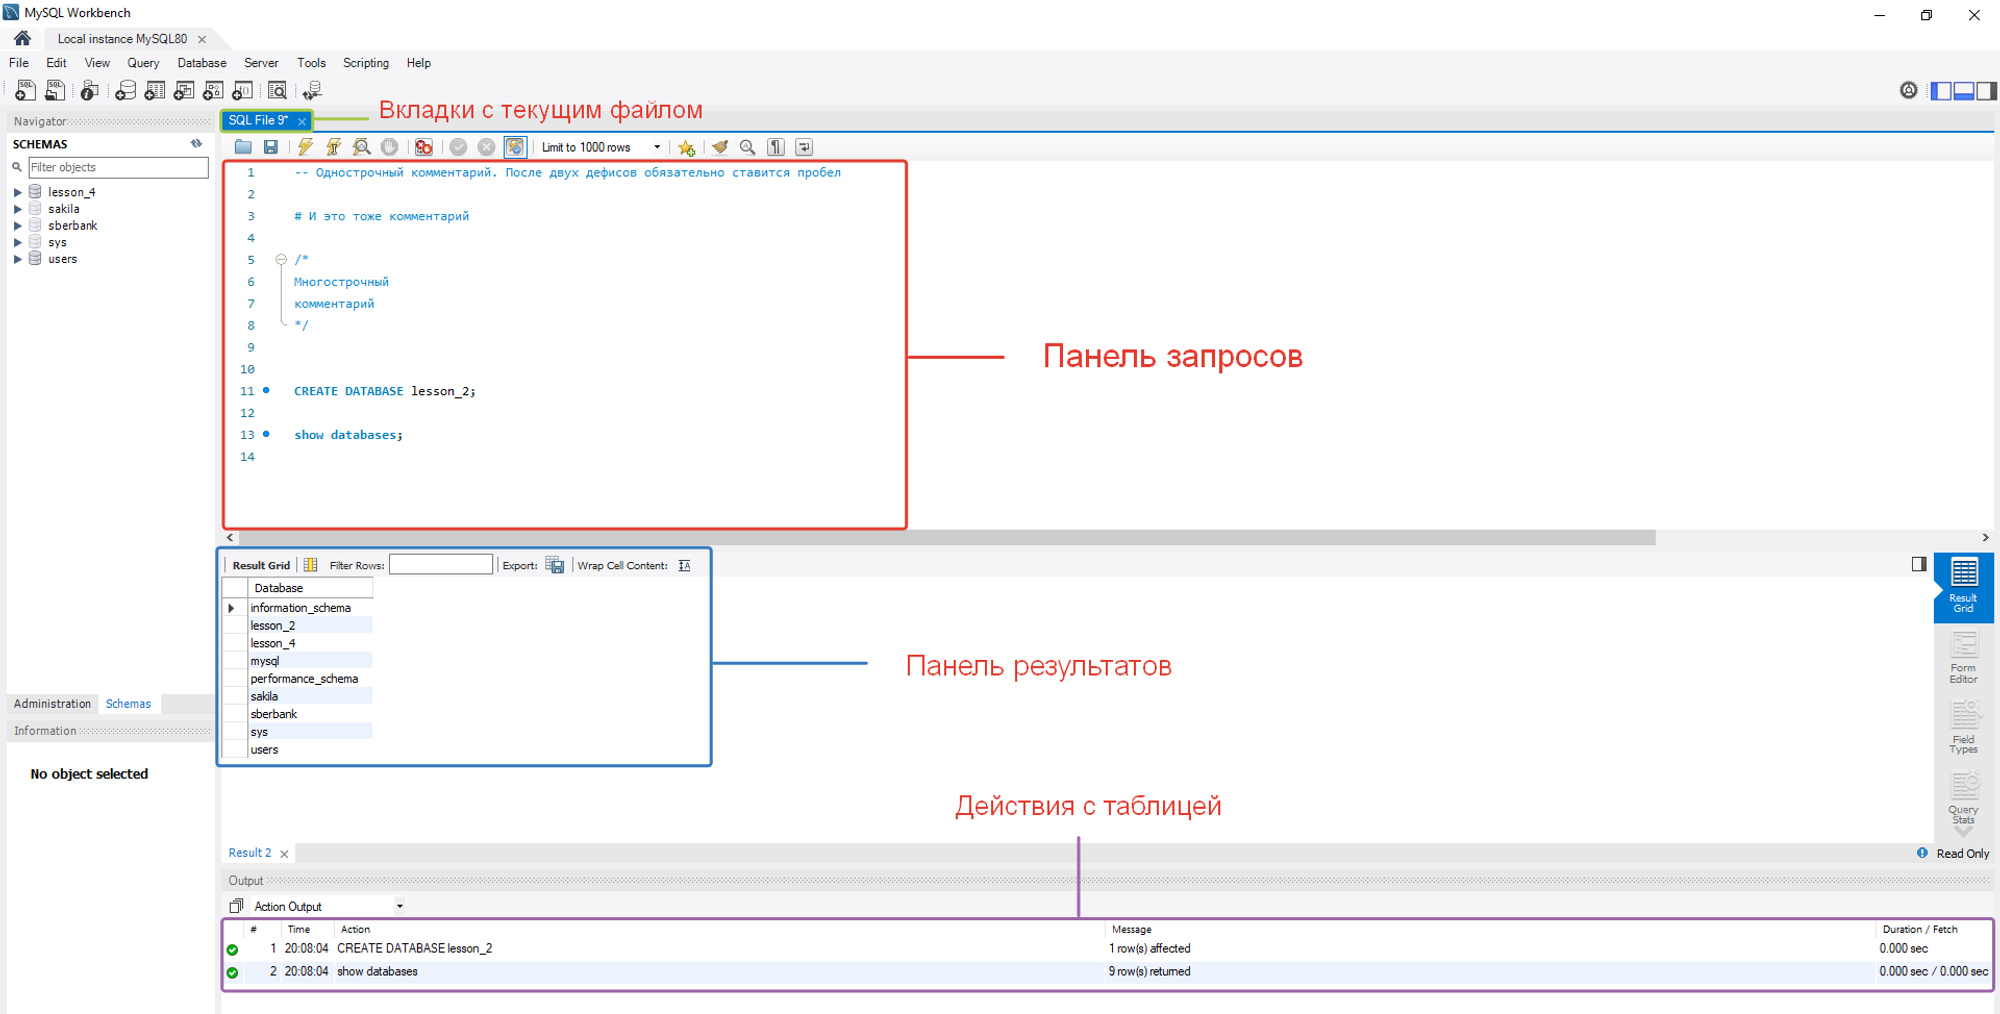 MySQL Workbench
Local instance MySQL80
File Edit View Query Database Server Tools Scripting Help
Вкладки с текущим файлом
Navigator
SQL File 9*
SCHEMAS
Limit to 1000 rows
Filter objects
lesson_4
sakila
sberbank
sys
users
1 -- Однострочный комментарий. После двух дефисов обязательно ставится пробел
2
3 # И это тоже комментарий
4
5 /*
6 Многострочный
7 комментарий
8 */
9
10
11 CREATE DATABASE lesson_2;
12
13 show databases;
14
Панель запросов
Result Grid Filter Rows: Export: Wrap Cell Content:
Database
information_schema
lesson_2
lesson_4
mysql
performance_schema
sakila
sberbank
sys
users
Панель результатов
Result
Grid
Form
Editor
Field
Types
Query
Stats
Administration Schemas
Information
No object selected
Действия с таблицей
Result 2
Read Only
Output
Action Output
# Time Action Message Duration / Fetch
1 20:08:04 CREATE DATABASE lesson_2 1 row(s) affected 0.000 sec
2 20:08:04 show databases 9 row(s) returned 0.000 sec / 0.000 sec